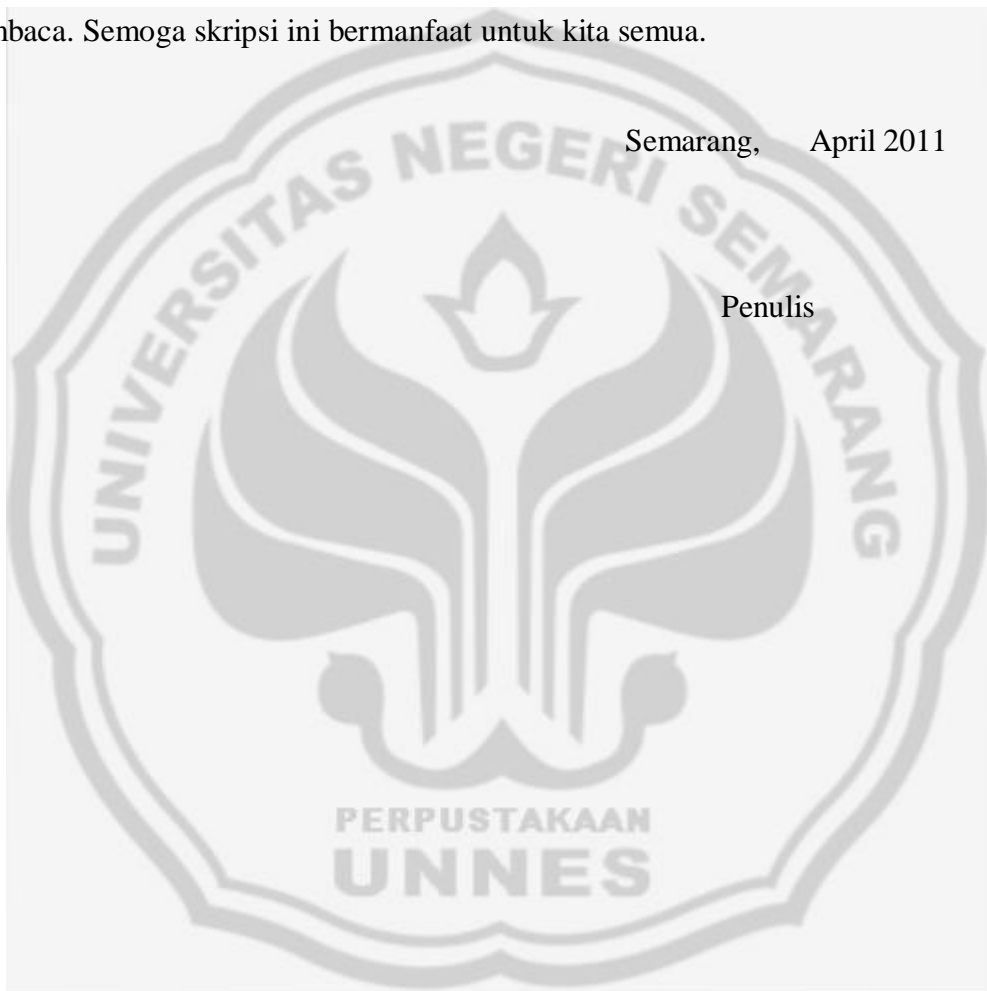 mbaca. Semoga skripsi ini bermanfaat untuk kita semua.
Semarang, April 2011
Penulis
UNIVERSITAS NEGERI SEMARANG
PERPUSTAKAAN
UNNES